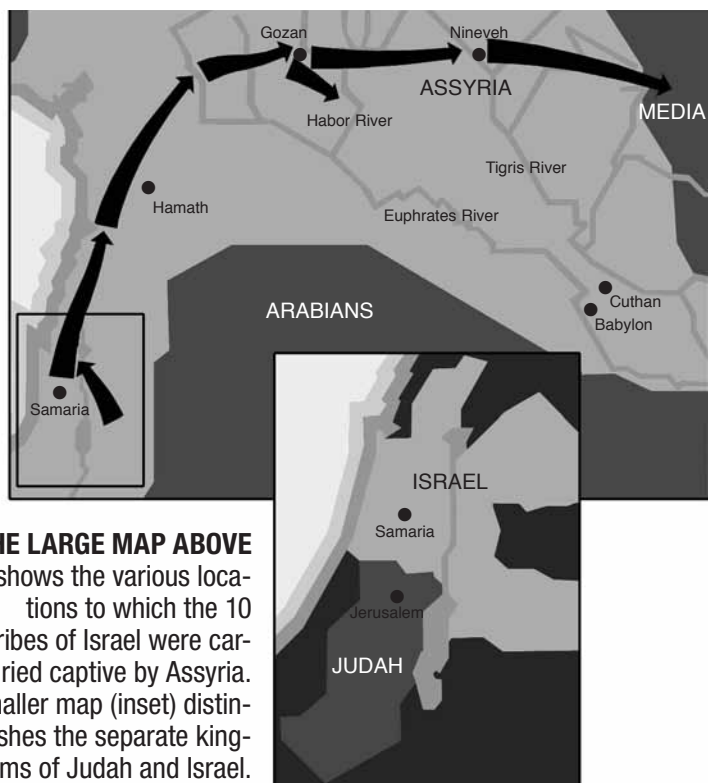 Gozan
Nineveh
ASSYRIA
MEDIA
Habor River
Tigris River
Hamath
Euphrates River
ARABIANS
Cuthan
Babylon
Samaria
ISRAEL
Samaria
Jerusalem
JUDAH
HE LARGE MAP ABOVE
shows the various loca-
tions to which the 10
ribes of Israel were car-
ried captive by Assyria.
naller map (inset) distin-
shes the separate king-
ms of Judah and Israel.